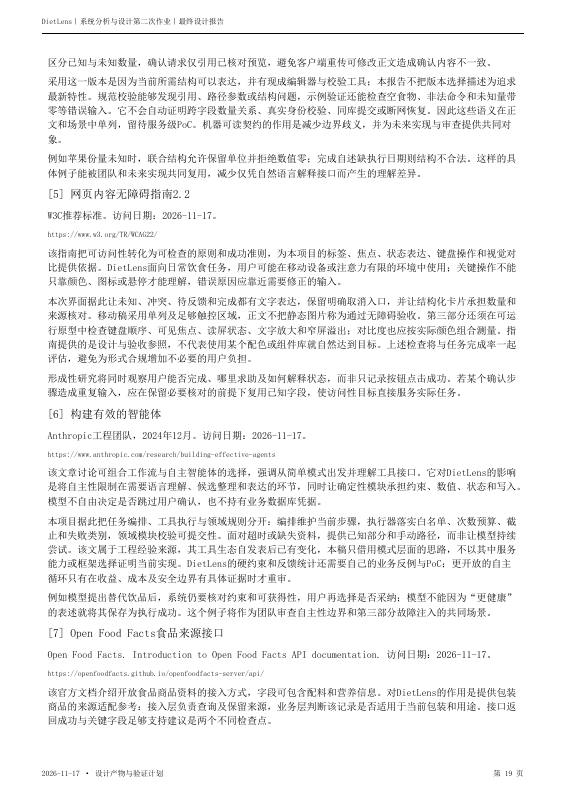 DietLens | 系统分析与设计第二次作业 | 最终设计报告
区分已知与未知数量，确认请求仅引用已核对预览，避免客户端重传可修改正文造成确认内容不一致。
采用这一版本是因为当前所需结构可以表达，并有现成编辑器与校验工具；本报告不把版本选择描述为追求
最新特性。规范校验能够发现引用、路径参数或结构问题，示例验证还能检查空食物、非法命令和未知量带
零等错误输入。它不会自动证明跨字段数量关系、真实身份校验、同库提交或断网恢复。因此这些语义在正
文和场景中单列，留待服务级PoC。机器可读契约的作用是减少边界歧义，并为未来实现与审查提供共同对
象。
例如苹果份量未知时，联合结构允许保留单位并拒绝数值零；完成自述缺执行日期则结构不合法。这样的具
体例子能被团队和未来实现共同复用，减少仅凭自然语言解释接口而产生的理解差异。
[5] 网页内容无障碍指南2.2
W3C推荐标准。访问日期：2026-11-17。
https://www.w3.org/TR/WCAG22/
该指南把可访问性转化为可检查的原则和成功准则，为本项目的标签、焦点、状态表达、键盘操作和视觉对
比提供依据。DietLens面向日常饮食任务，用户可能在移动设备或注意力有限的环境中使用；关键操作不能
只靠颜色、图标或悬停才能理解，错误原因应靠近需要修正的输入。
本次界面据此让未知、冲突、待反馈和完成都有文字表达，保留明确取消入口，并让结构化卡片承担数量和
来源核对。移动稿采用单列及足够触控区域，正文不把静态图片称为通过无障碍验收。第三部分还须在可运
行原型中检查键盘顺序、可见焦点、读屏状态、文字放大和窄屏溢出；对比度也应按实际颜色组合测量。指
南提供的是设计与验收参照，不代表使用某个配色或组件库就自然达到目标。上述检查将与任务完成率一起
评估，避免为形式合规增加不必要的用户负担。
形成性研究将同时观察用户能否完成、哪里求助及如何解释状态，而非只记录按钮点击成功。若某个确认步
骤造成重复输入，应在保留必要核对的前提下复用已知字段，使访问性目标直接服务实际任务。
[6] 构建有效的智能体
Anthropic工程团队，2024年12月。访问日期：2026-11-17。
https://www.anthropic.com/research/building-effective-agents
该文章讨论可组合工作流与自主智能体的选择，强调从简单模式出发并理解工具接口。它对DietLens的影响
是将自主性限制在需要语言理解、候选整理和表达的环节，同时让确定性模块承担约束、数值、状态和写入。
模型不自由决定是否跳过用户确认，也不持有业务数据库凭据。
本项目据此把任务编排、工具执行与领域规则分开：编排维护当前步骤，执行器落实白名单、次数预算、截
止和失败类别，领域模块校验可提交性。面对超时或缺失资料，提供已知部分和手动路径，而非让模型持续
尝试。该文属于工程经验来源，其工具生态自发表后已有变化，本稿只借用模式层面的思路，不以其中服务
能力或框架选择证明当前实现。DietLens的硬约束和反馈统计还需要自己的业务反例与PoC；更开放的自主
循环只有在收益、成本及安全边界有具体证据时才重审。
例如模型提出替代饮品后，系统仍要核对约束和可获得性，用户再选择是否采纳；模型不能因为“更健康”
的表述就将其保存为执行成功。这个例子将作为团队审查自主性边界和第三部分故障注入的共同场景。
[7] Open Food Facts食品来源接口
Open Food Facts. Introduction to Open Food Facts API documentation. 访问日期：2026-11-17。
https://openfoodfacts.github.io/openfoodfacts-server/api/
该官方文档介绍开放食品商品资料的接入方式，字段可包含配料和营养信息。对DietLens的作用是提供包装
商品的来源适配参考：接入层负责查询及保留来源，业务层判断该记录是否适用于当前包装和用途。接口返
回成功与关键字段足够支持建议是两个不同检查点。
2026-11-17 • 设计产物与验证计划
第 19 页